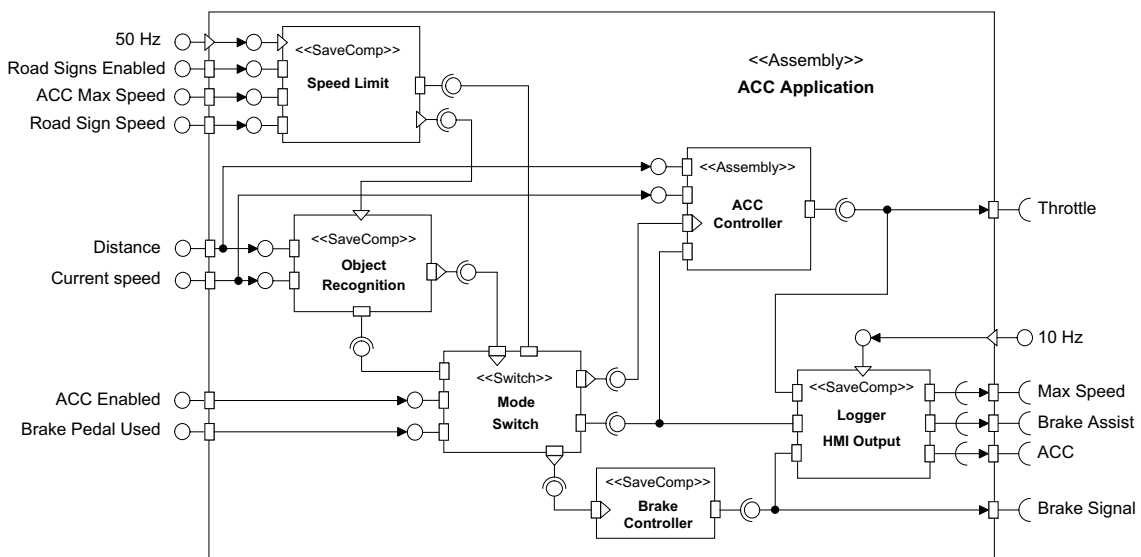 50 Hz
Road Signs Enabled
ACC Max Speed
Road Sign Speed
<<SaveComp>>
Speed Limit
<<Assembly>>
ACC Application
<<Assembly>>
ACC
Controller
Throttle
Distance
Current speed
<<SaveComp>>
Object
Recognition
10 Hz
ACC Enabled
Brake Pedal Used
<<Switch>>
Mode
Switch
<<SaveComp>>
Logger
HMI Output
Max Speed
Brake Assist
ACC
<<SaveComp>>
Brake
Controller
Brake Signal